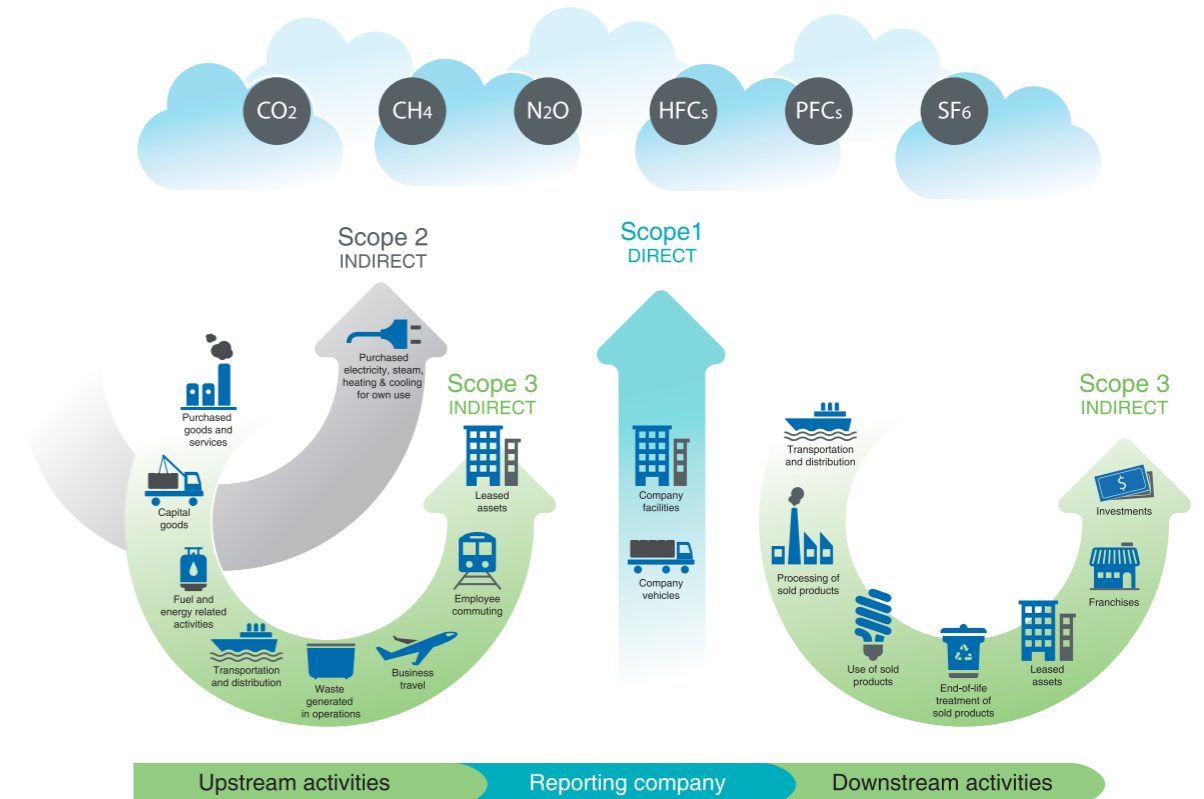 CO2
CH4
N2O
HFCs
PFCs
SF6
Scope 2
INDIRECT
Scope1
DIRECT
Purchased
electricity, steam,
heating & cooling
for own use
Scope 3
INDIRECT
Scope 3
INDIRECT
Purchased
goods and
services
Capital
goods
Fuel and
energy related
activities
Transportation
and distribution
Waste
generated
in operations
Business
travel
Employee
commuting
Leased
assets
Company
facilities
Company
vehicles
Transportation
and distribution
Processing of
sold products
Use of sold
products
End-of-life
treatment of
sold products
Leased
assets
Franchises
$
Investments
Upstream activities
Reporting company
Downstream activities